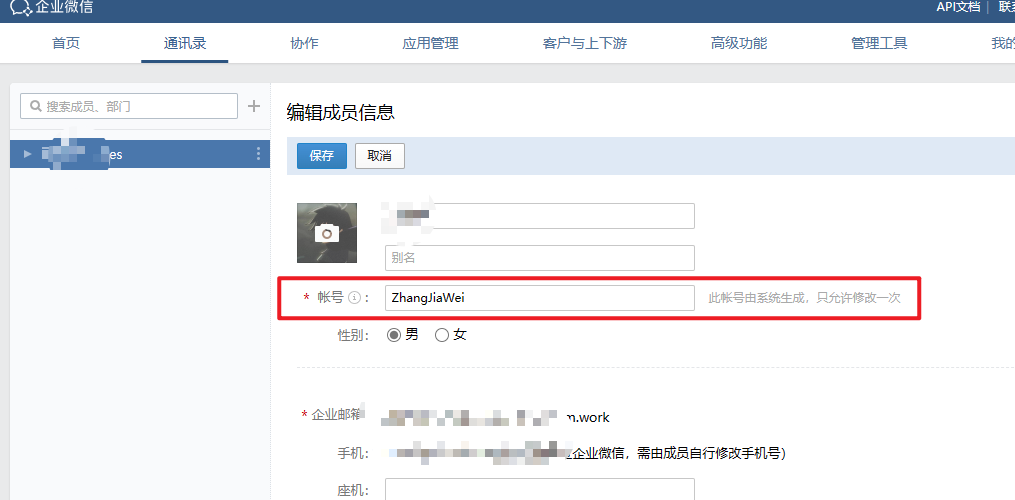 企业微信
API文档 | 联系
首页 通讯录 协作 应用管理 客户与上下游 高级功能 管理工具 我的
搜索成员、部门
编辑成员信息
es
保存 取消
别名
* 帐号 : ZhangJiaWei 此帐号由系统生成，只允许修改一次
性别: 男 女
* 企业邮箱 m.work
手机: 企业微信，需由成员自行修改手机号)
座机: